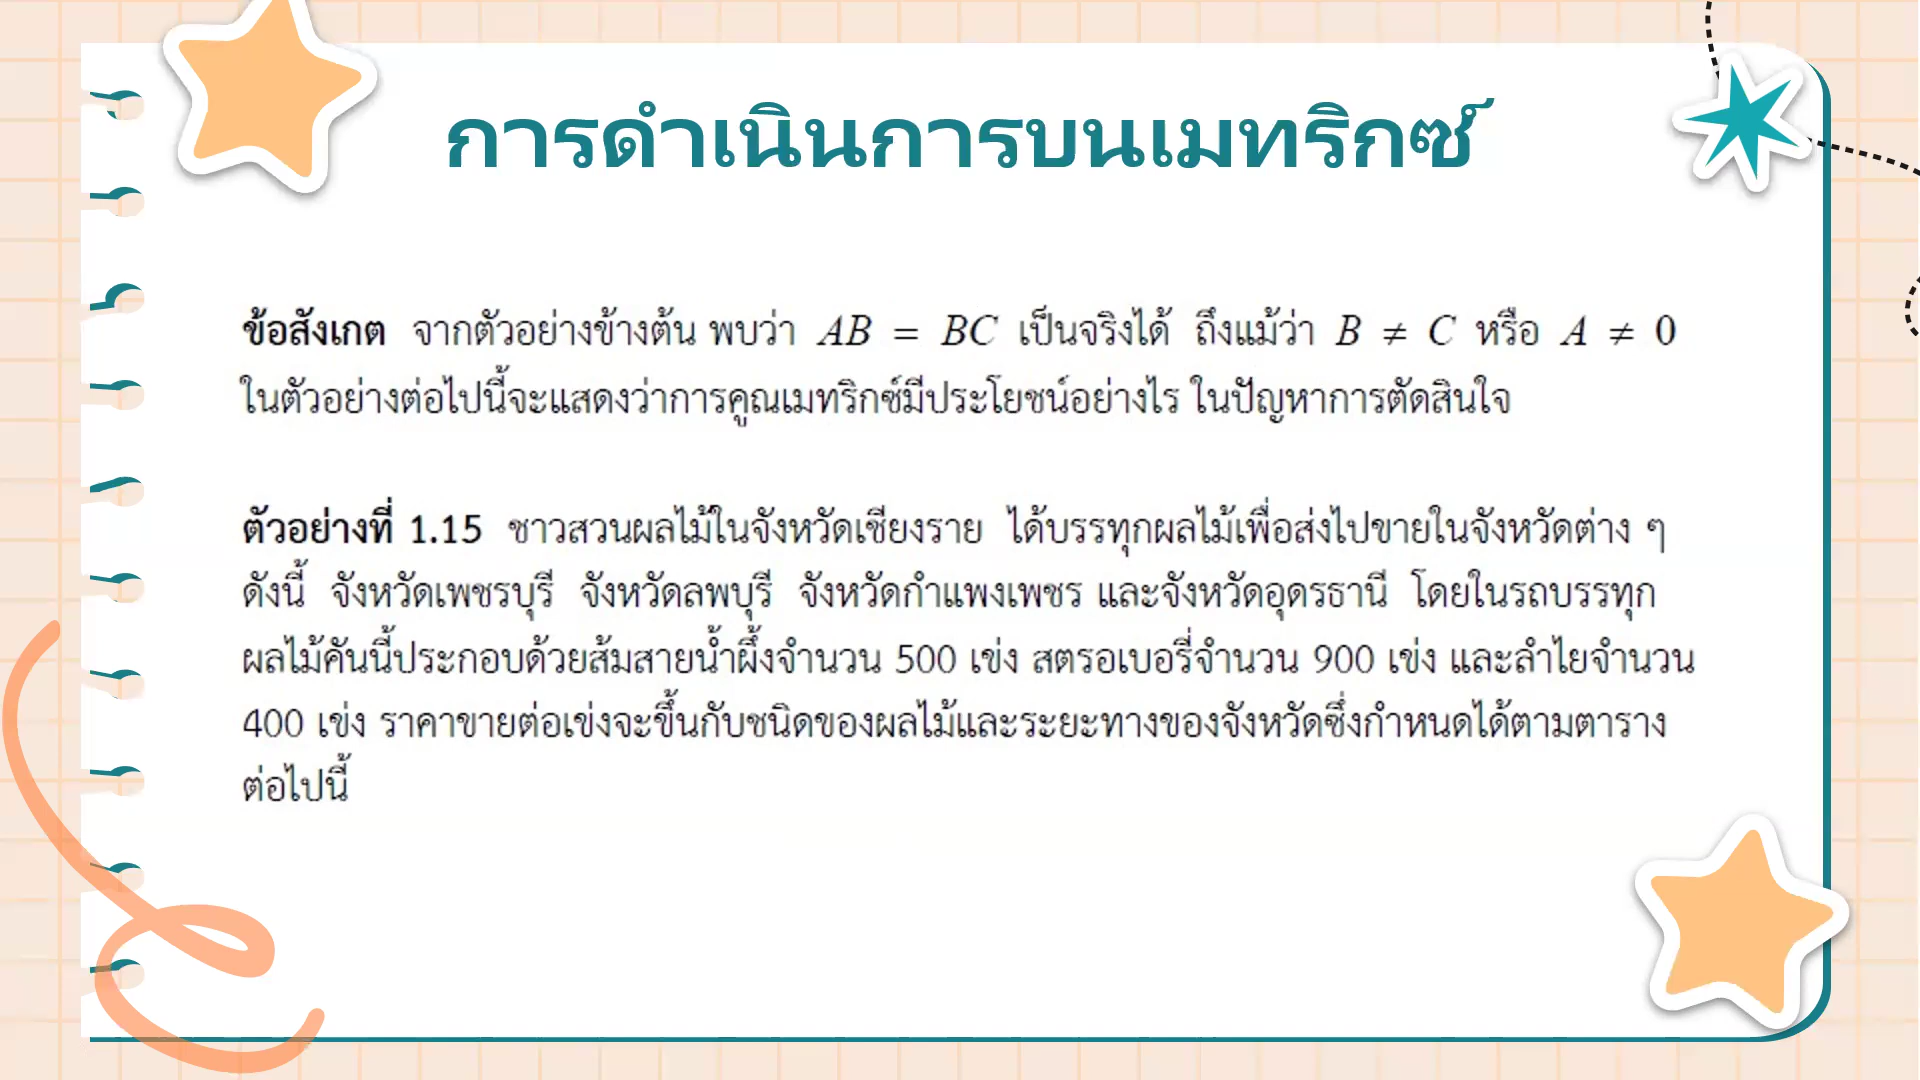 การดำเนินการบนเมทริกซ์
ข้อสังเกต จากตัวอย่างข้างต้น พบว่า AB = BC เป็นจริงได้ ถึงแม้ว่า B ≠ C หรือ A ≠ 0
ในตัวอย่างต่อไปนี้จะแสดงว่าการคูณเมทริกซ์มีประโยชน์อย่างไร ในปัญหาการตัดสินใจ
ตัวอย่างที่ 1.15 ชาวสวนผลไม้ในจังหวัดเชียงราย ได้บรรทุกผลไม้เพื่อส่งไปขายในจังหวัดต่าง ๆ
ดังนี้ จังหวัดเพชรบุรี จังหวัดลพบุรี จังหวัดกำแพงเพชร และจังหวัดอุดรธานี โดยในรถบรรทุก
ผลไม้คันนี้ประกอบด้วยส้มสายน้ำผึ้งจำนวน 500 เข่ง สตรอเบอรี่จำนวน 900 เข่ง และลำไยจำนวน
400 เข่ง ราคาขายต่อเข่งจะขึ้นกับชนิดของผลไม้และระยะทางของจังหวัดซึ่งกำหนดได้ตามตาราง
ต่อไปนี้